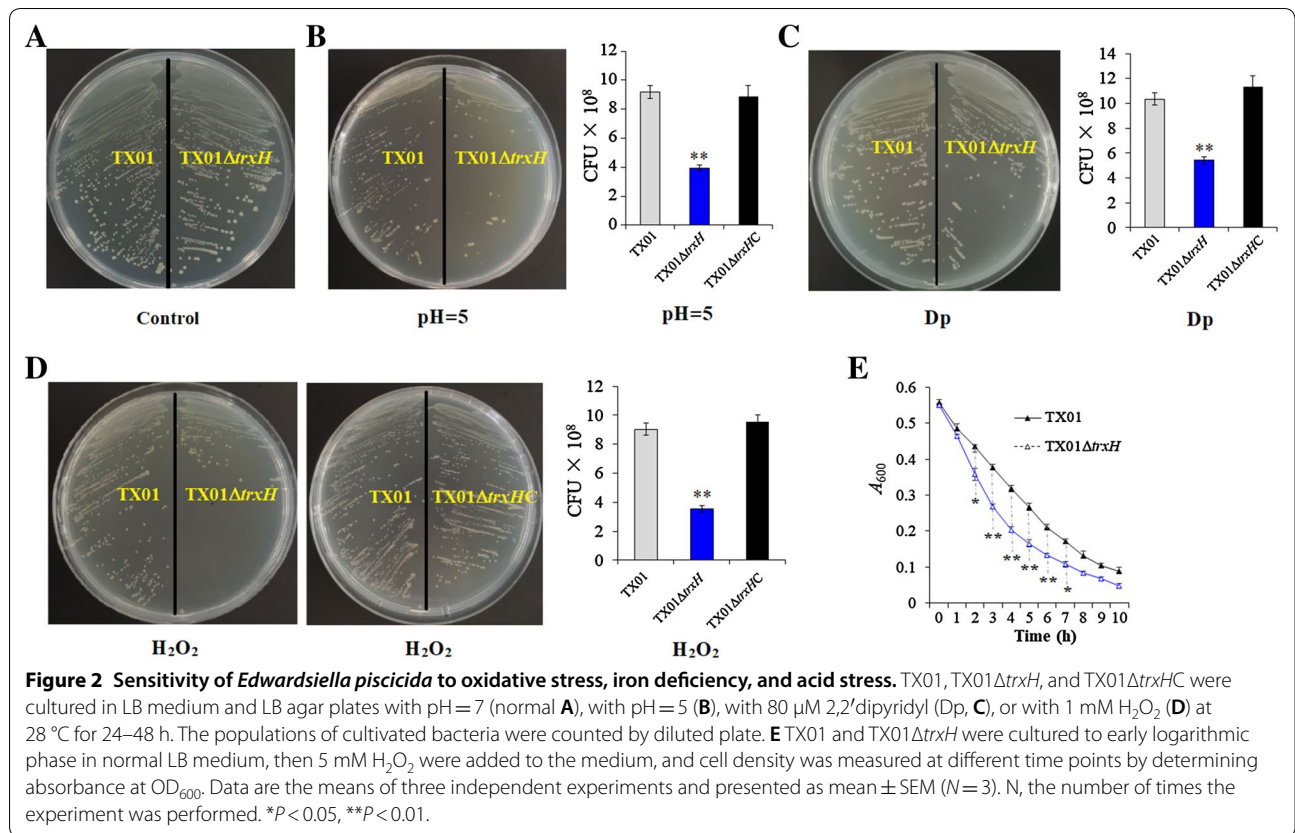 A
TX01 TX01ΔtrxH
Control
B
TX01 TX01ΔtrxH
pH=5
CFU × 10⁸
12
10
8
6
4
2
0
**
TX01
TX01ΔtrxH
TX01ΔtrxHC
pH=5
C
TX01 TX01ΔtrxH
Dp
CFU × 10⁸
14
12
10
8
6
4
2
0
**
TX01
TX01ΔtrxH
TX01ΔtrxHC
Dp
D
TX01 TX01ΔtrxH
H₂O₂
TX01 TX01ΔtrxHC
H₂O₂
CFU × 10⁸
12
10
8
6
4
2
0
**
TX01
TX01ΔtrxH
TX01ΔtrxHC
H₂O₂
E
A₆₀₀
0.6
0.5
0.4
0.3
0.2
0.1
0
TX01
TX01ΔtrxH
*
**
**
**
**
*
0 1 2 3 4 5 6 7 8 9 10
Time (h)
Figure 2 Sensitivity of Edwardsiella piscicida to oxidative stress, iron deficiency, and acid stress. TX01, TX01ΔtrxH, and TX01ΔtrxHC were
cultured in LB medium and LB agar plates with pH = 7 (normal A), with pH = 5 (B), with 80 µM 2,2′dipyridyl (Dp, C), or with 1 mM H₂O₂ (D) at
28 °C for 24–48 h. The populations of cultivated bacteria were counted by diluted plate. E TX01 and TX01ΔtrxH were cultured to early logarithmic
phase in normal LB medium, then 5 mM H₂O₂ were added to the medium, and cell density was measured at different time points by determining
absorbance at OD₆₀₀. Data are the means of three independent experiments and presented as mean ± SEM (N = 3). N, the number of times the
experiment was performed. *P < 0.05, **P < 0.01.